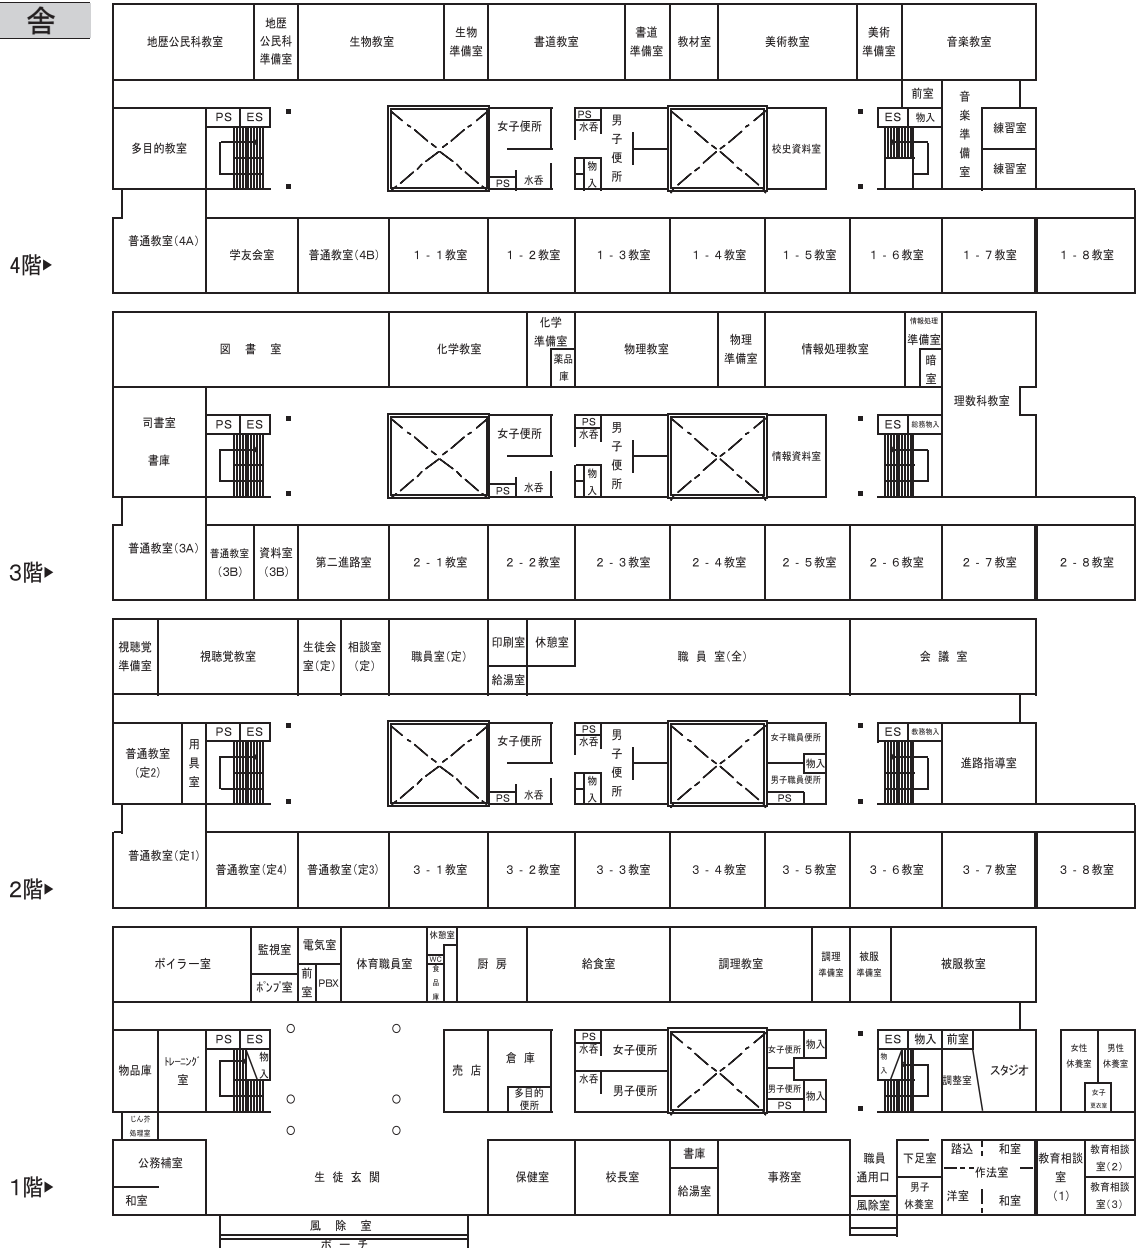 舎
地歴公民科教室
地歴
公民科
準備室
生物教室
生物
準備室
書道教室
書道
準備室
教材室
美術教室
美術
準備室
音楽教室
前室
音楽準備室
PS
ES
女子便所
PS
水呑
男子便所
ES
物入
練習室
多目的教室
校史資料室
物入
練習室
PS
水呑
4階▶
普通教室(4A)
学友会室
普通教室(4B)
1-1教室
1-2教室
1-3教室
1-4教室
1-5教室
1-6教室
1-7教室
1-8教室
図書室
化学教室
化学
準備室
薬品
庫
物理教室
物理
準備室
情報処理教室
情報処理
準備室
暗室
理数科教室
司書室
書庫
PS
ES
女子便所
PS
水呑
男子便所
ES
総務物入
情報資料室
物入
PS
水呑
3階▶
普通教室(3A)
普通教室
(3B)
資料室
(3B)
第二進路室
2-1教室
2-2教室
2-3教室
2-4教室
2-5教室
2-6教室
2-7教室
2-8教室
視聴覚
準備室
視聴覚教室
生徒会
室(定)
相談室
(定)
職員室(定)
印刷室
休憩室
給湯室
職員室(全)
会議室
普通教室
(定2)
用具室
PS
ES
女子便所
PS
水呑
男子便所
女子職員便所
物入
男子職員便所
PS
ES
教務物入
進路指導室
物入
PS
水呑
2階▶
普通教室(定1)
普通教室(定4)
普通教室(定3)
3-1教室
3-2教室
3-3教室
3-4教室
3-5教室
3-6教室
3-7教室
3-8教室
ボイラー室
監視室
ポンプ室
電気室
前室
PBX
体育職員室
休憩室
WC
食品庫
厨房
給食室
調理教室
調理
準備室
被服
準備室
被服教室
物品庫
トレーニング
室
PS
ES
物入
売店
倉庫
多目的
便所
PS
水呑
女子便所
水呑
男子便所
女子便所
物入
男子便所
PS
物入
ES
物入
物入
前室
調整室
スタジオ
女性
休養室
男性
休養室
女子
更衣室
じん芥
処理室
1階▶
公務補室
和室
生徒玄関
保健室
校長室
書庫
給湯室
事務室
職員
通用口
風除室
下足室
男子
休養室
踏込
和室
作法室
洋室
和室
教育相談
室
(1)
教育相談
室(2)
教育相談
室(3)
風除室
ポーチ